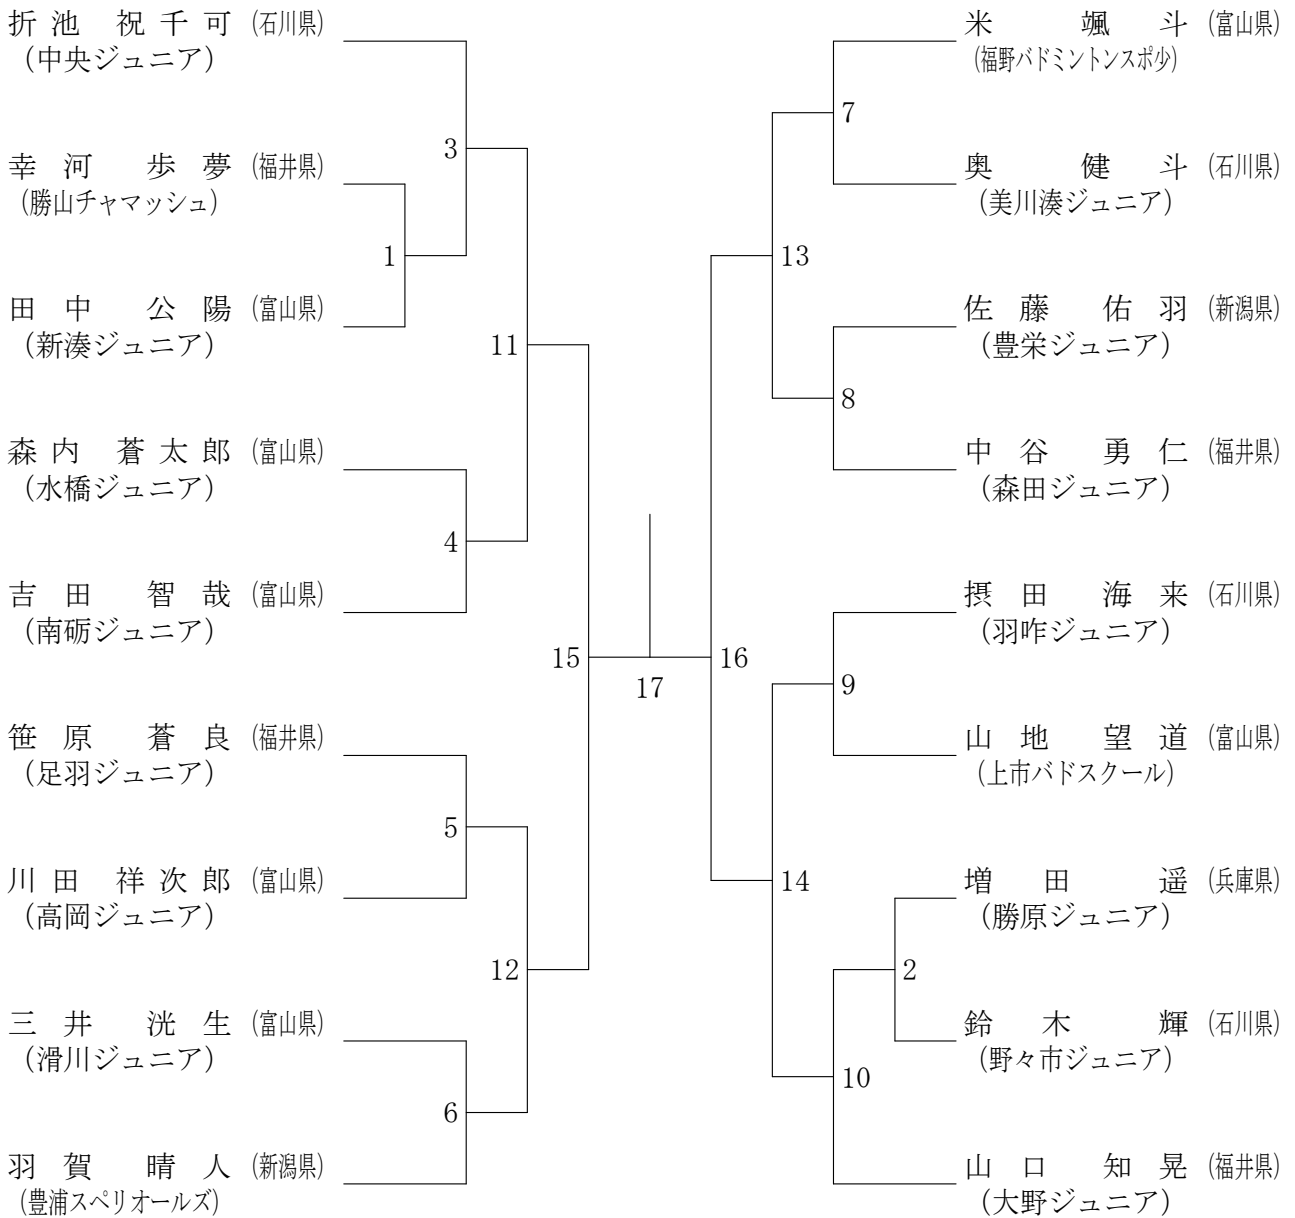 折池 祝千可 (石川県)
(中央ジュニア)
3
幸河 歩夢 (福井県)
(勝山チャマッシュ)
1
田中 公陽 (富山県)
(新湊ジュニア)
11
森内 蒼太郎 (富山県)
(水橋ジュニア)
4
吉田 智哉 (富山県)
(南砺ジュニア)
15
笹原 蒼良 (福井県)
(足羽ジュニア)
5
川田 祥次郎 (富山県)
(高岡ジュニア)
12
三井 洸生 (富山県)
(滑川ジュニア)
6
羽賀 晴人 (新潟県)
(豊浦スペリオールズ)
17
米 颯斗 (富山県)
(福野バドミントンスポ少)
7
奥 健斗 (石川県)
(美川湊ジュニア)
13
佐藤 佑羽 (新潟県)
(豊栄ジュニア)
8
中谷 勇仁 (福井県)
(森田ジュニア)
16
摂田 海来 (石川県)
(羽咋ジュニア)
9
山地 望道 (富山県)
(上市バドスクール)
14
増田 遥 (兵庫県)
(勝原ジュニア)
2
鈴木 輝 (石川県)
(野々市ジュニア)
10
山口 知晃 (福井県)
(大野ジュニア)